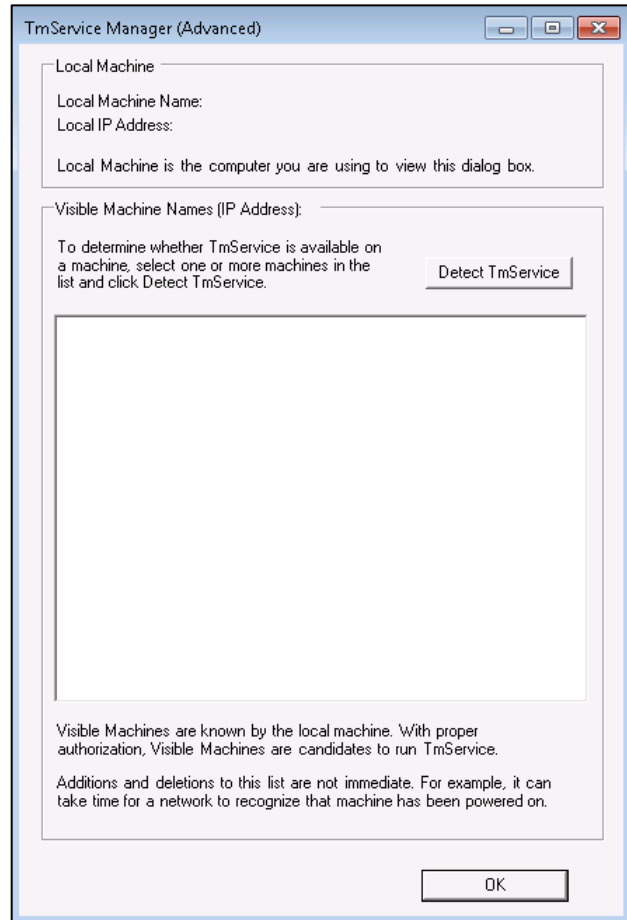 TmService Manager (Advanced)
Local Machine
Local Machine Name:
Local IP Address:
Local Machine is the computer you are using to view this dialog box.
Visible Machine Names (IP Address):
To determine whether TmService is available on
a machine, select one or more machines in the
list and click Detect TmService.
Detect TmService
Visible Machines are known by the local machine. With proper
authorization, Visible Machines are candidates to run TmService.
Additions and deletions to this list are not immediate. For example, it can
take time for a network to recognize that machine has been powered on.
OK